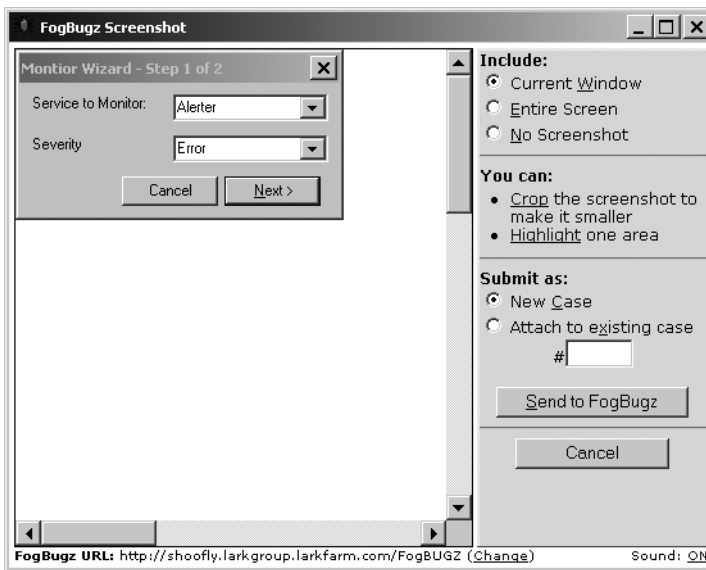 FogBugz Screenshot
Montior Wizard - Step 1 of 2
Service to Monitor:
Alerter
Severity
Error
Cancel
Next >
Include:
Current Window
Entire Screen
No Screenshot
You can:
• Crop the screenshot to
make it smaller
• Highlight one area
Submit as:
New Case
Attach to existing case
#
Send to FogBugz
Cancel
FogBugz URL: http://shoofly.larkgroup.larkfarm.com/FogBUGZ (Change)
Sound: ON